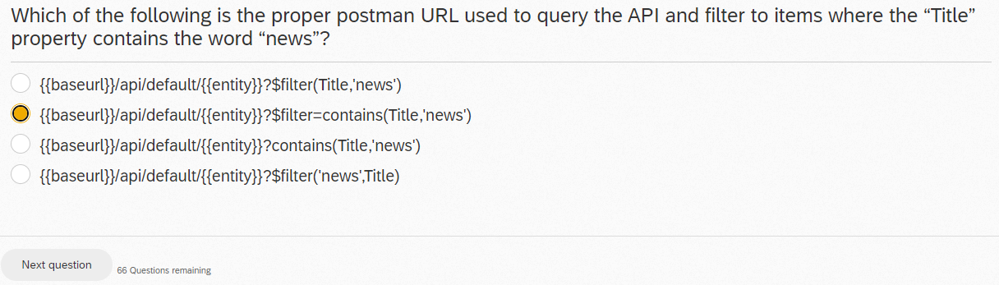 Which of the following is the proper postman URL used to query the API and filter to items where the “Title”
property contains the word “news”?
{{baseurl}}/api/default/{{entity}}?$filter(Title,'news')
{{baseurl}}/api/default/{{entity}}?$filter=contains(Title,'news')
{{baseurl}}/api/default/{{entity}}?contains(Title,'news')
{{baseurl}}/api/default/{{entity}}?$filter('news',Title)
Next question
66 Questions remaining